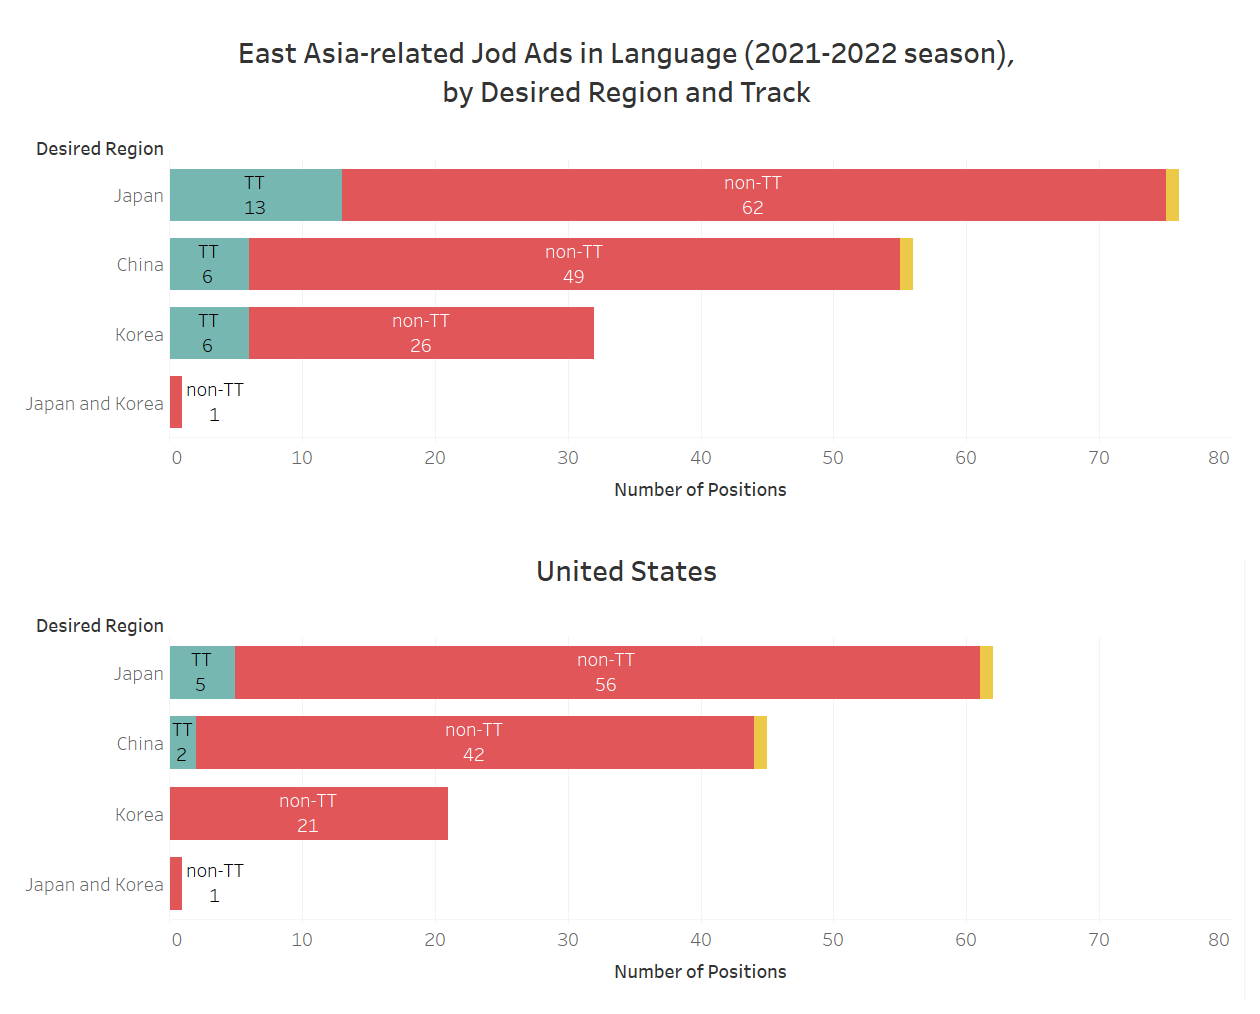 East Asia-related Jod Ads in Language (2021-2022 season),
by Desired Region and Track
Desired Region
Japan
TT
13
non-TT
62
China
TT
6
non-TT
49
Korea
TT
6
non-TT
26
Japan and Korea
non-TT
1
0 10 20 30 40 50 60 70 80
Number of Positions
United States
Desired Region
Japan
TT
5
non-TT
56
China
TT
2
non-TT
42
Korea
non-TT
21
Japan and Korea
non-TT
1
0 10 20 30 40 50 60 70 80
Number of Positions